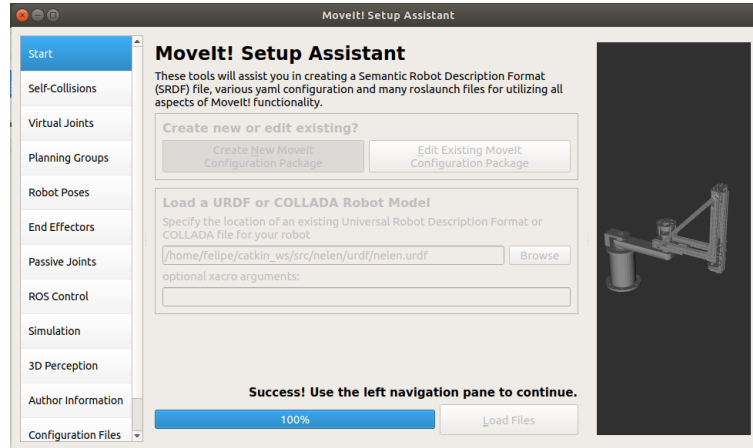 MoveIt! Setup Assistant
Start
Self-Collisions
Virtual Joints
Planning Groups
Robot Poses
End Effectors
Passive Joints
ROS Control
Simulation
3D Perception
Author Information
Configuration Files
MoveIt! Setup Assistant
These tools will assist you in creating a Semantic Robot Description Format
(SRDF) file, various yaml configuration and many roslaunch files for utilizing all
aspects of MoveIt! functionality.
Create new or edit existing?
Create New MoveIt
Configuration Package
Edit Existing MoveIt
Configuration Package
Load a URDF or COLLADA Robot Model
Specify the location of an existing Universal Robot Description Format or
COLLADA file for your robot
/home/felipe/catkin_ws/src/nelen/urdf/nelen.urdf
Browse
optional xacro arguments:
Success! Use the left navigation pane to continue.
100%
Load Files